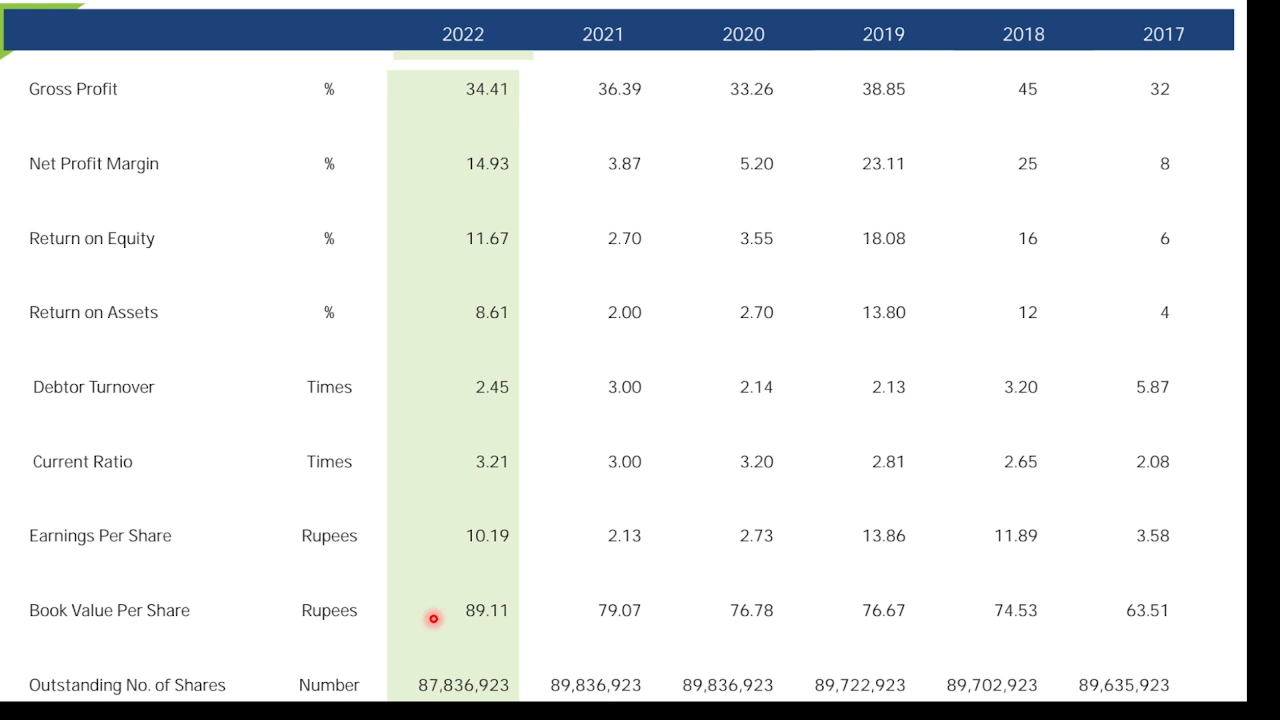 2022 2021 2020 2019 2018 2017
Gross Profit % 34.41 36.39 33.26 38.85 45 32
Net Profit Margin % 14.93 3.87 5.20 23.11 25 8
Return on Equity % 11.67 2.70 3.55 18.08 16 6
Return on Assets % 8.61 2.00 2.70 13.80 12 4
Debtor Turnover Times 2.45 3.00 2.14 2.13 3.20 5.87
Current Ratio Times 3.21 3.00 3.20 2.81 2.65 2.08
Earnings Per Share Rupees 10.19 2.13 2.73 13.86 11.89 3.58
Book Value Per Share Rupees 89.11 79.07 76.78 76.67 74.53 63.51
Outstanding No. of Shares Number 87,836,923 89,836,923 89,836,923 89,722,923 89,702,923 89,635,923